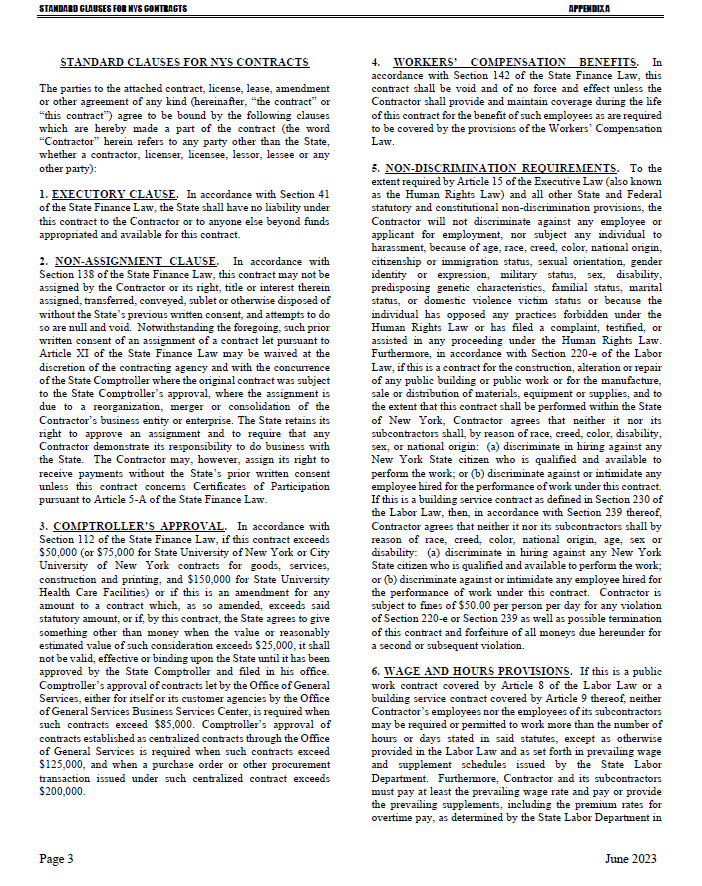 STANDARD CLAUSES FOR NYS CONTRACTS
APPENDIX A
STANDARD CLAUSES FOR NYS CONTRACTS
The parties to the attached contract, license, lease, amendment
or other agreement of any kind (hereinafter, “the contract” or
“this contract”) agree to be bound by the following clauses
which are hereby made a part of the contract (the word
“Contractor” herein refers to any party other than the State,
whether a contractor, licenser, licensee, lessor, lessee or any
other party):
1. EXECUTORY CLAUSE. In accordance with Section 41
of the State Finance Law, the State shall have no liability under
this contract to the Contractor or to anyone else beyond funds
appropriated and available for this contract.
2. NON-ASSIGNMENT CLAUSE. In accordance with
Section 138 of the State Finance Law, this contract may not be
assigned by the Contractor or its right, title or interest therein
assigned, transferred, conveyed, sublet or otherwise disposed of
without the State’s previous written consent, and attempts to do
so are null and void. Notwithstanding the foregoing, such prior
written consent of an assignment of a contract let pursuant to
Article XI of the State Finance Law may be waived at the
discretion of the contracting agency and with the concurrence
of the State Comptroller where the original contract was subject
to the State Comptroller’s approval, where the assignment is
due to a reorganization, merger or consolidation of the
Contractor’s business entity or enterprise. The State retains its
right to approve an assignment and to require that any
Contractor demonstrate its responsibility to do business with
the State. The Contractor may, however, assign its right to
receive payments without the State’s prior written consent
unless this contract concerns Certificates of Participation
pursuant to Article 5-A of the State Finance Law.
3. COMPTROLLER’S APPROVAL. In accordance with
Section 112 of the State Finance Law, if this contract exceeds
$50,000 (or $75,000 for State University of New York or City
University of New York contracts for goods, services,
construction and printing, and $150,000 for State University
Health Care Facilities) or if this is an amendment for any
amount to a contract which, as so amended, exceeds said
statutory amount, or if, by this contract, the State agrees to give
something other than money when the value or reasonably
estimated value of such consideration exceeds $25,000, it shall
not be valid, effective or binding upon the State until it has been
approved by the State Comptroller and filed in his office.
Comptroller’s approval of contracts let by the Office of General
Services, either for itself or its customer agencies by the Office
of General Services Business Services Center, is required when
such contracts exceed $85,000. Comptroller’s approval of
contracts established as centralized contracts through the Office
of General Services is required when such contracts exceed
$125,000, and when a purchase order or other procurement
transaction issued under such centralized contract exceeds
$200,000.
4. WORKERS’ COMPENSATION BENEFITS. In
accordance with Section 142 of the State Finance Law, this
contract shall be void and of no force and effect unless the
Contractor shall provide and maintain coverage during the life
of this contract for the benefit of such employees as are required
to be covered by the provisions of the Workers’ Compensation
Law.
5. NON-DISCRIMINATION REQUIREMENTS. To the
extent required by Article 15 of the Executive Law (also known
as the Human Rights Law) and all other State and Federal
statutory and constitutional non-discrimination provisions, the
Contractor will not discriminate against any employee or
applicant for employment, nor subject any individual to
harassment, because of age, race, creed, color, national origin,
citizenship or immigration status, sexual orientation, gender
identity or expression, military status, sex, disability,
predisposing genetic characteristics, familial status, marital
status, or domestic violence victim status or because the
individual has opposed any practices forbidden under the
Human Rights Law or has filed a complaint, testified, or
assisted in any proceeding under the Human Rights Law.
Furthermore, in accordance with Section 220-e of the Labor
Law, if this is a contract for the construction, alteration or repair
of any public building or public work or for the manufacture,
sale or distribution of materials, equipment or supplies, and to
the extent that this contract shall be performed within the State
of New York, Contractor agrees that neither it nor its
subcontractors shall, by reason of race, creed, color, disability,
sex, or national origin: (a) discriminate in hiring against any
New York State citizen who is qualified and available to
perform the work; or (b) discriminate against or intimidate any
employee hired for the performance of work under this contract.
If this is a building service contract as defined in Section 230 of
the Labor Law, then, in accordance with Section 239 thereof,
Contractor agrees that neither it nor its subcontractors shall by
reason of race, creed, color, national origin, age, sex or
disability: (a) discriminate in hiring against any New York
State citizen who is qualified and available to perform the work;
or (b) discriminate against or intimidate any employee hired for
the performance of work under this contract. Contractor is
subject to fines of $50.00 per person per day for any violation
of Section 220-e or Section 239 as well as possible termination
of this contract and forfeiture of all moneys due hereunder for
a second or subsequent violation.
6. WAGE AND HOURS PROVISIONS. If this is a public
work contract covered by Article 8 of the Labor Law or a
building service contract covered by Article 9 thereof, neither
Contractor’s employees nor the employees of its subcontractors
may be required or permitted to work more than the number of
hours or days stated in said statutes, except as otherwise
provided in the Labor Law and as set forth in prevailing wage
and supplement schedules issued by the State Labor
Department. Furthermore, Contractor and its subcontractors
must pay at least the prevailing wage rate and pay or provide
the prevailing supplements, including the premium rates for
overtime pay, as determined by the State Labor Department in
Page 3
June 2023